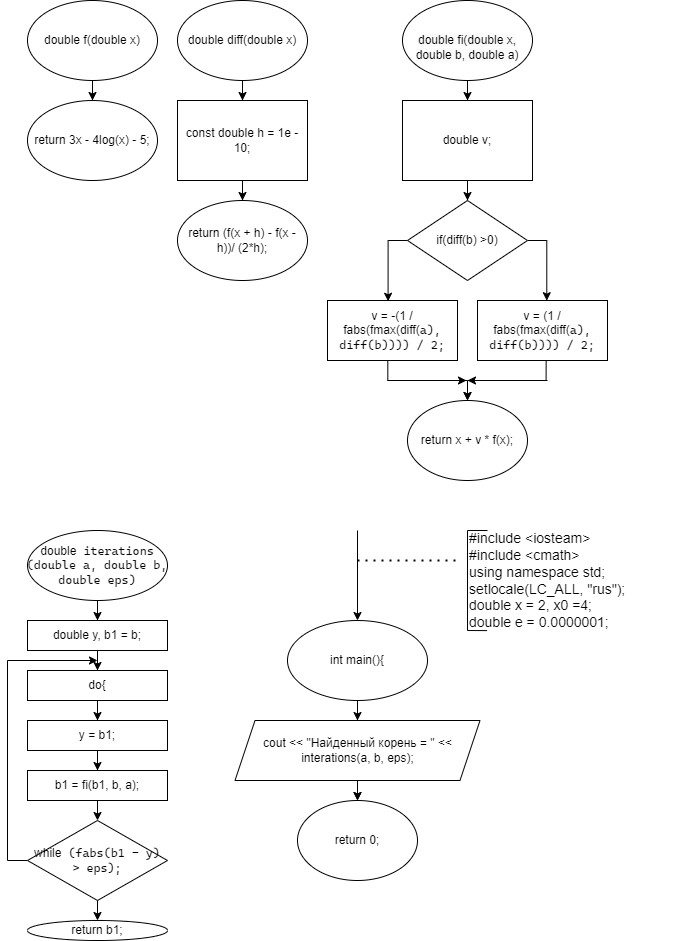 double f(double x)
return 3x - 4log(x) - 5;
double diff(double x)
const double h = 1e -
10;
return (f(x + h) - f(x -
h))/ (2*h);
double fi(double x,
double b, double a)
double v;
if(diff(b) >0)
v = -(1 /
fabs(fmax(diff(a),
diff(b)))) / 2;
v = (1 /
fabs(fmax(diff(a),
diff(b)))) / 2;
return x + v * f(x);
double iterations
(double a, double b,
double eps)
double y, b1 = b;
do{
y = b1;
b1 = fi(b1, b, a);
while (fabs(b1 - y)
> eps);
return b1;
#include <iosteam>
#include <cmath>
using namespace std;
setlocale(LC_ALL, "rus");
double x = 2, x0 =4;
double e = 0.0000001;
int main(){
cout << "Найденный корень = " <<
interations(a, b, eps);
return 0;